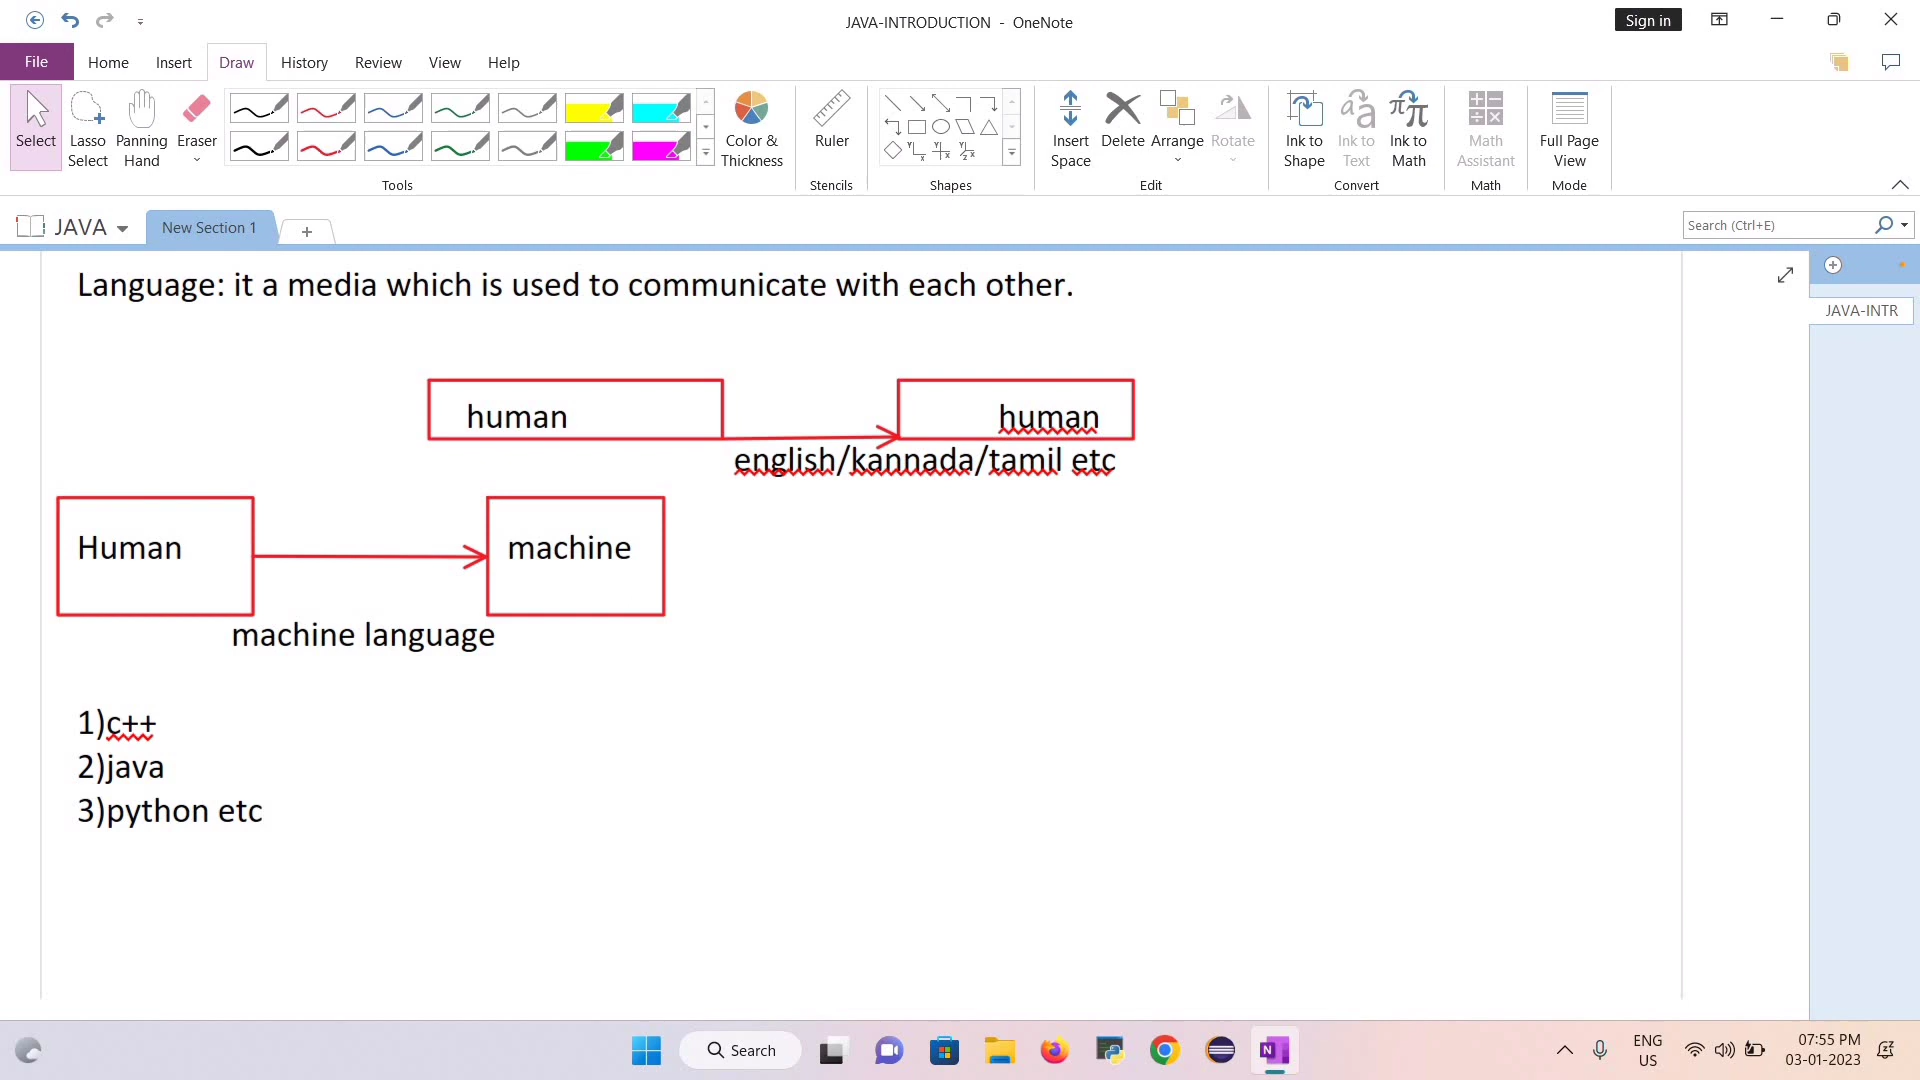 JAVA-INTRODUCTION - OneNote
Sign in
File Home Insert Draw History Review View Help
Select
Lasso Select
Panning Hand
Eraser
Color & Thickness
Ruler
Insert Space
Delete
Arrange
Rotate
Ink to Shape
Ink to Text
Ink to Math
Math Assistant
Full Page View
Tools
Stencils
Shapes
Edit
Convert
Math
Mode
JAVA
New Section 1
+
Search (Ctrl+E)
JAVA-INTR
Language: it a media which is used to communicate with each other.
human human
english/kannada/tamil etc
Human machine
machine language
1)c++
2)java
3)python etc
Search
ENG
US
07:55 PM
03-01-2023